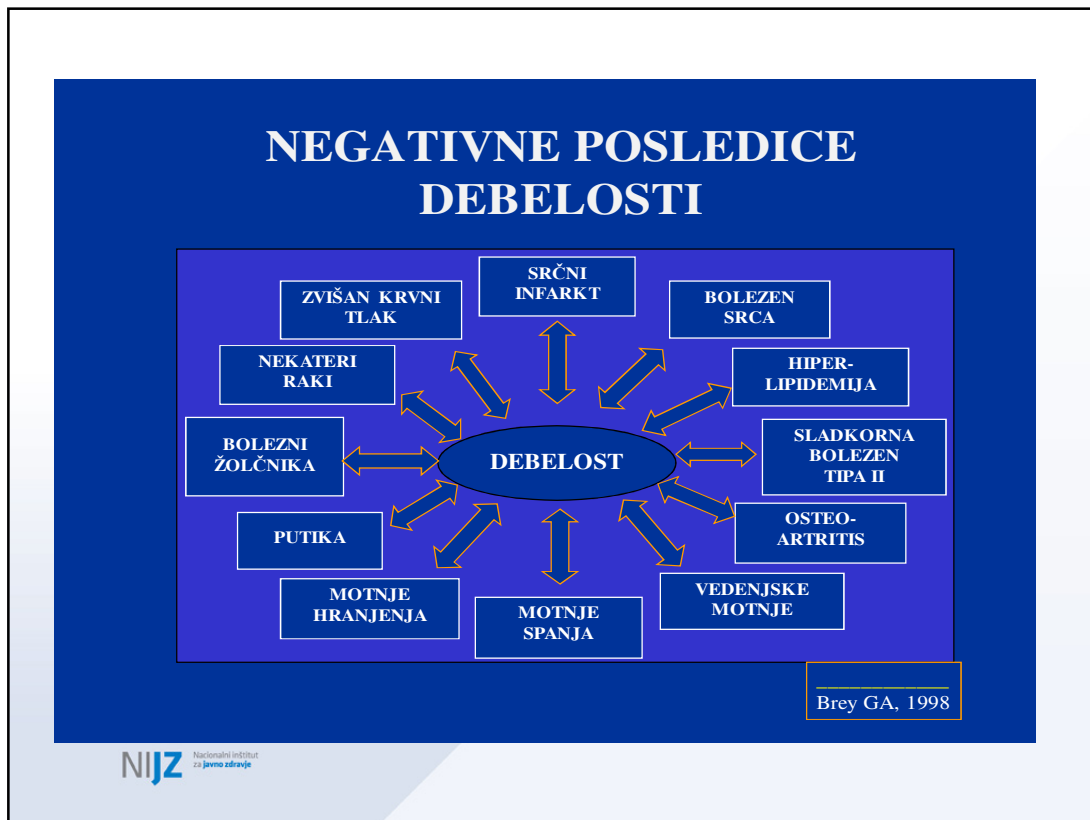 NEGATIVNE POSLEDICE
DEBELOSTI
SRČNI
INFARKT
ZVIŠAN KRVNI
TLAK
BOLEZEN
SRCA
NEKATERI
RAKI
HIPER-
LIPIDEMIJA
BOLEZNI
ŽOLČNIKA
DEBELOST
SLADKORNA
BOLEZEN
TIPA II
PUTIKA
OSTEO-
ARTRITIS
MOTNJE
HRANJENJA
MOTNJE
SPANJA
VEDENJSKE
MOTNJE
____________
Brey GA, 1998
NIJZ
Nacionalni inštitut
za javno zdravje